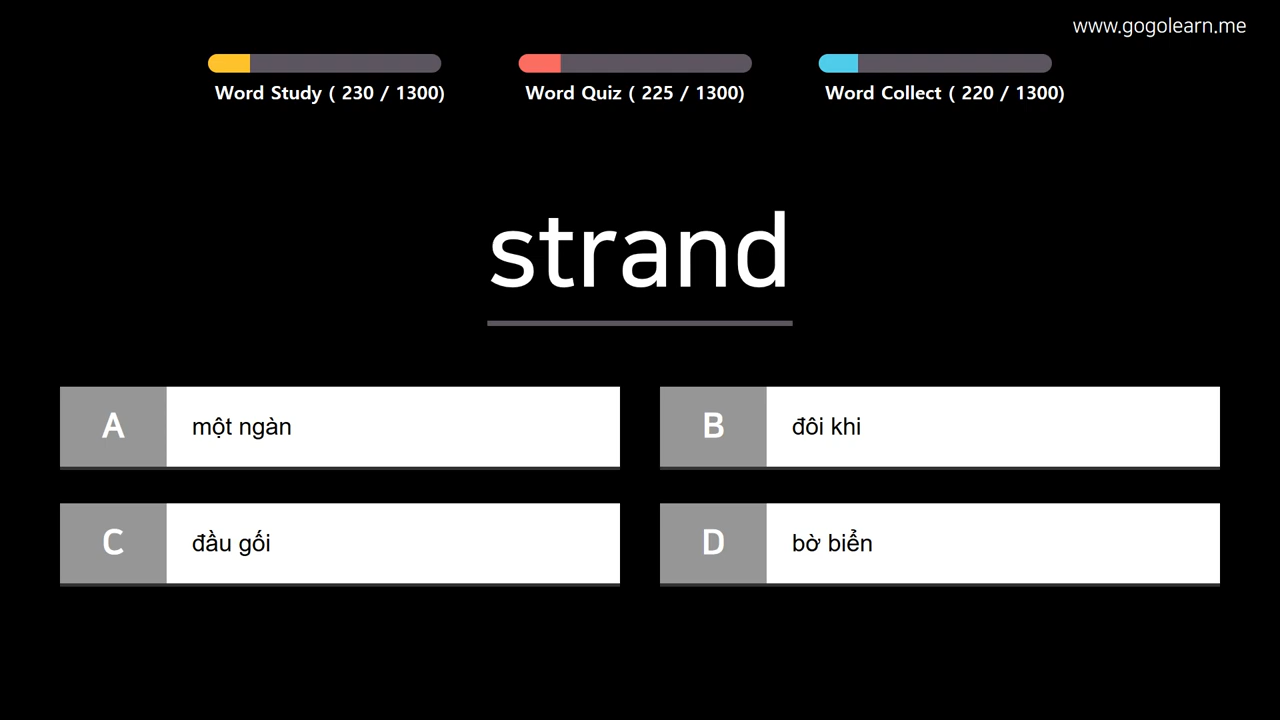 www.gogolearn.me
Word Study ( 230 / 1300)
Word Quiz ( 225 / 1300)
Word Collect ( 220 / 1300)
strand
A
một ngàn
B
đôi khi
C
đầu gối
D
bờ biển